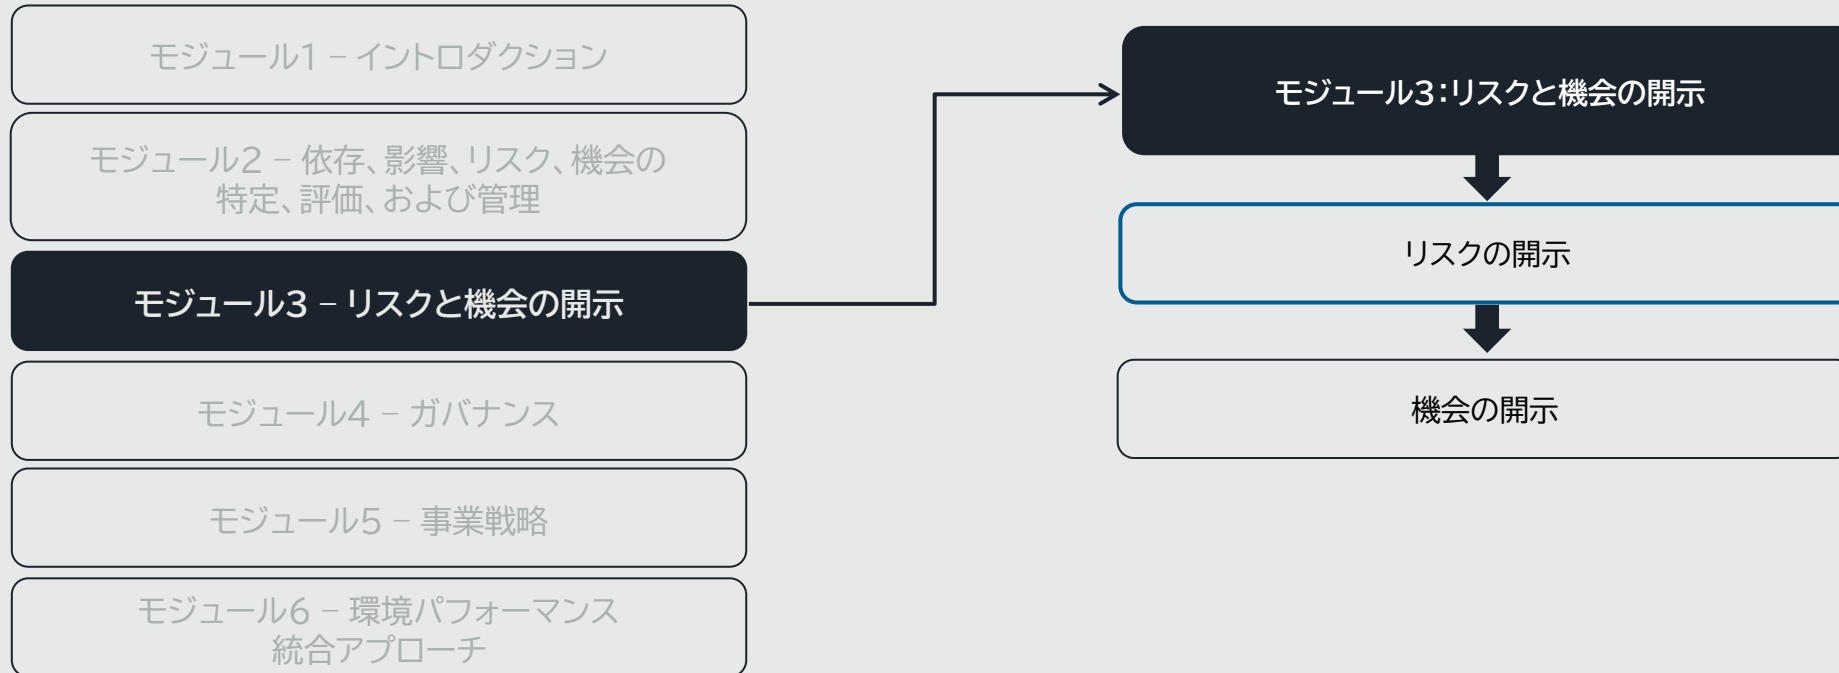 モジュール1 – イントロダクション
モジュール2 – 依存、影響、リスク、機会の
特定、評価、および管理
モジュール3 – リスクと機会の開示
モジュール4 – ガバナンス
モジュール5 – 事業戦略
モジュール6 – 環境パフォーマンス
統合アプローチ
モジュール3：リスクと機会の開示
リスクの開示
機会の開示